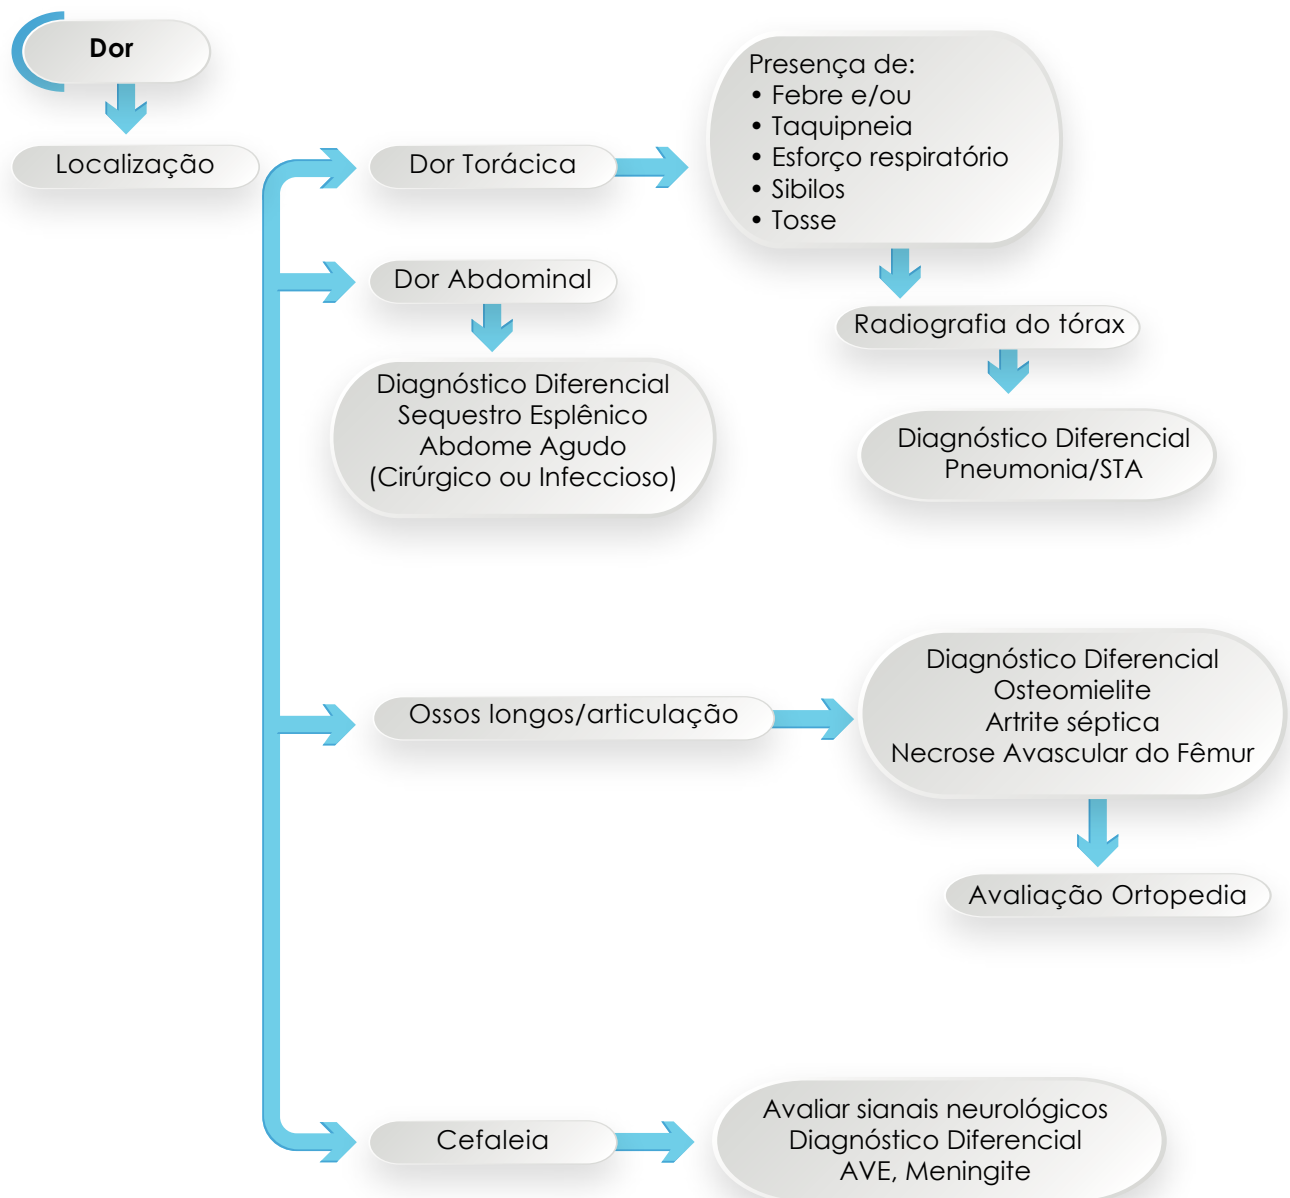 Dor
Localização
Dor Torácica
Presença de:
• Febre e/ou
• Taquipneia
• Esforço respiratório
• Sibilos
• Tosse
Radiografia do tórax
Diagnóstico Diferencial
Pneumonia/STA
Dor Abdominal
Diagnóstico Diferencial
Sequestro Esplênico
Abdome Agudo
(Cirúrgico ou Infeccioso)
Ossos longos/articulação
Diagnóstico Diferencial
Osteomielite
Artrite séptica
Necrose Avascular do Fêmur
Avaliação Ortopedia
Cefaleia
Avaliar sianais neurológicos
Diagnóstico Diferencial
AVE, Meningite